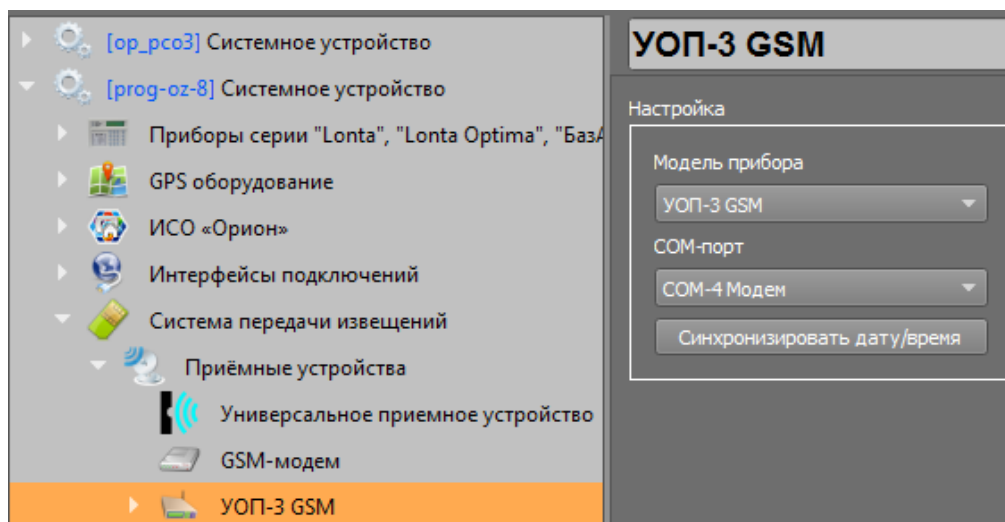 [op_pco3] Системное устройство
[prog-oz-8] Системное устройство
Приборы серии "Lonta", "Lonta Optima",
GPS оборудование
ИСО «Орион»
Интерфейсы подключений
Система передачи извещений
Приёмные устройства
Универсальное приемное устройство
GSM-модем
УОП-3 GSM
УОП-3 GSM
Настройка
Модель прибора
УОП-3 GSM
COM-порт
COM-4 Модем
Синхронизировать дату/время